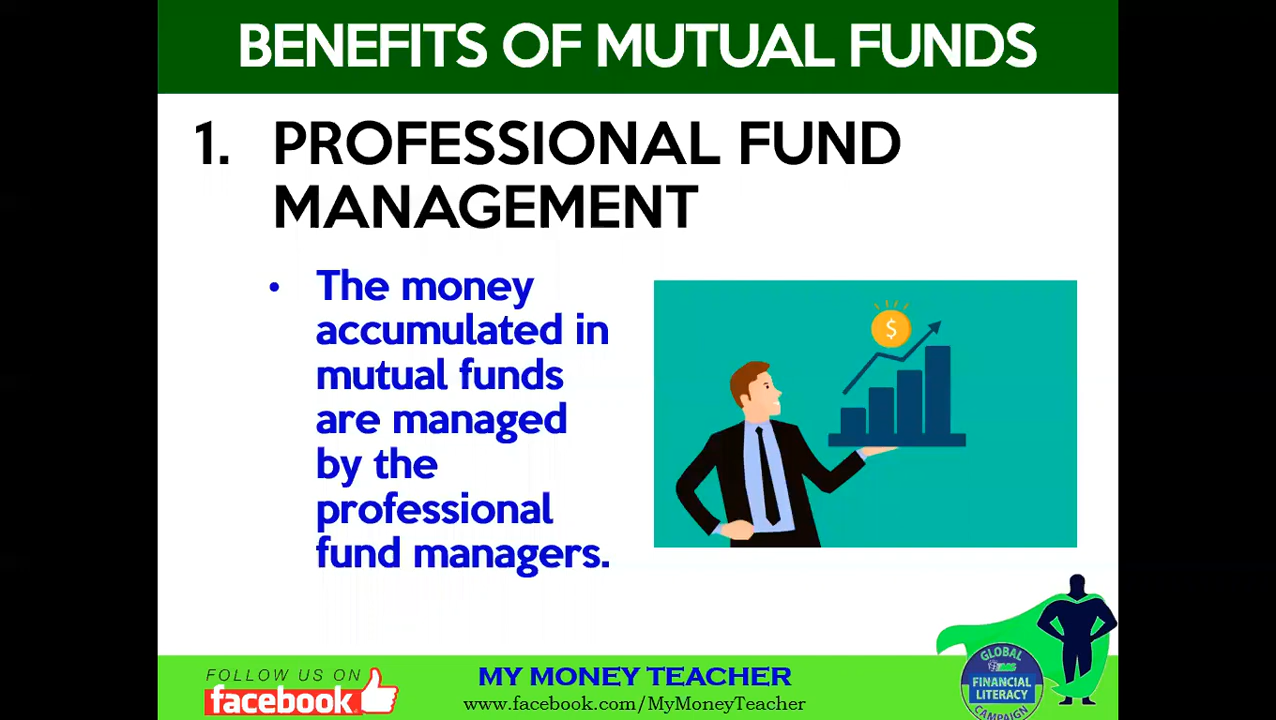 BENEFITS OF MUTUAL FUNDS
1. PROFESSIONAL FUND
MANAGEMENT
• The money
accumulated in
mutual funds
are managed
by the
professional
fund managers.
$
FOLLOW US ON
facebook
MY MONEY TEACHER
www.facebook.com/MyMoneyTeacher
GLOBAL
FINANCIAL
LITERACY
CAMPAIGN